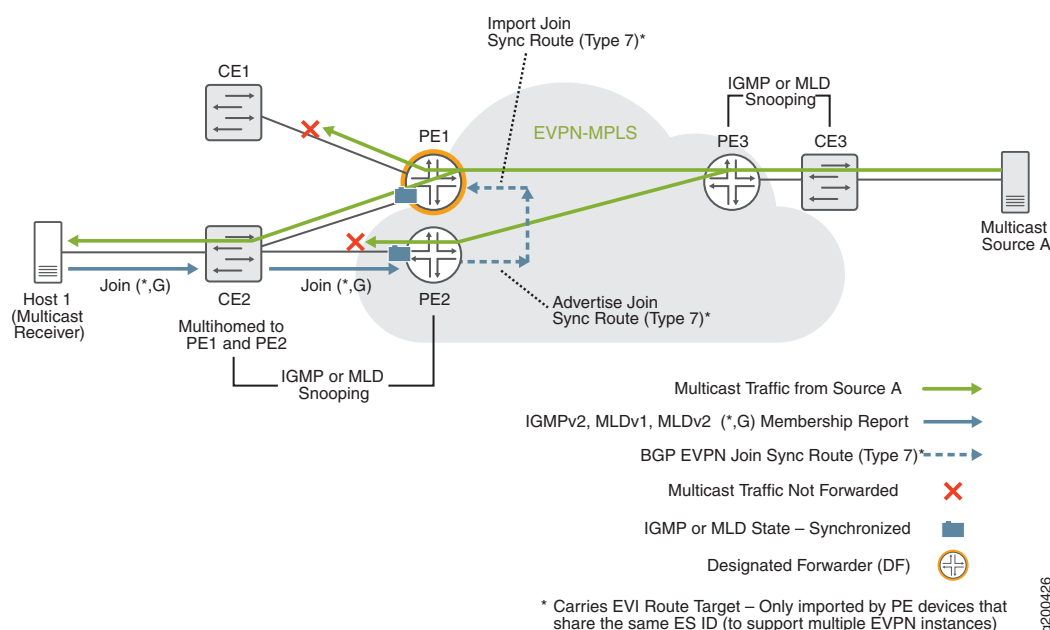 Import Join
Sync Route (Type 7)*
CE1
IGMP or MLD
Snooping
PE1
EVPN-MPLS
PE3
CE3
Multicast
Source A
Join (*,G)
Join (*,G)
Host 1
(Multicast
Receiver)
CE2
PE2
Advertise Join
Sync Route (Type 7)*
Multihomed to
PE1 and PE2
IGMP or MLD
Snooping
Multicast Traffic from Source A
IGMPv2, MLDv1, MLDv2 (*,G) Membership Report
BGP EVPN Join Sync Route (Type 7)*
Multicast Traffic Not Forwarded
IGMP or MLD State – Synchronized
Designated Forwarder (DF)
* Carries EVI Route Target – Only imported by PE devices that
share the same ES ID (to support multiple EVPN instances)
g200426